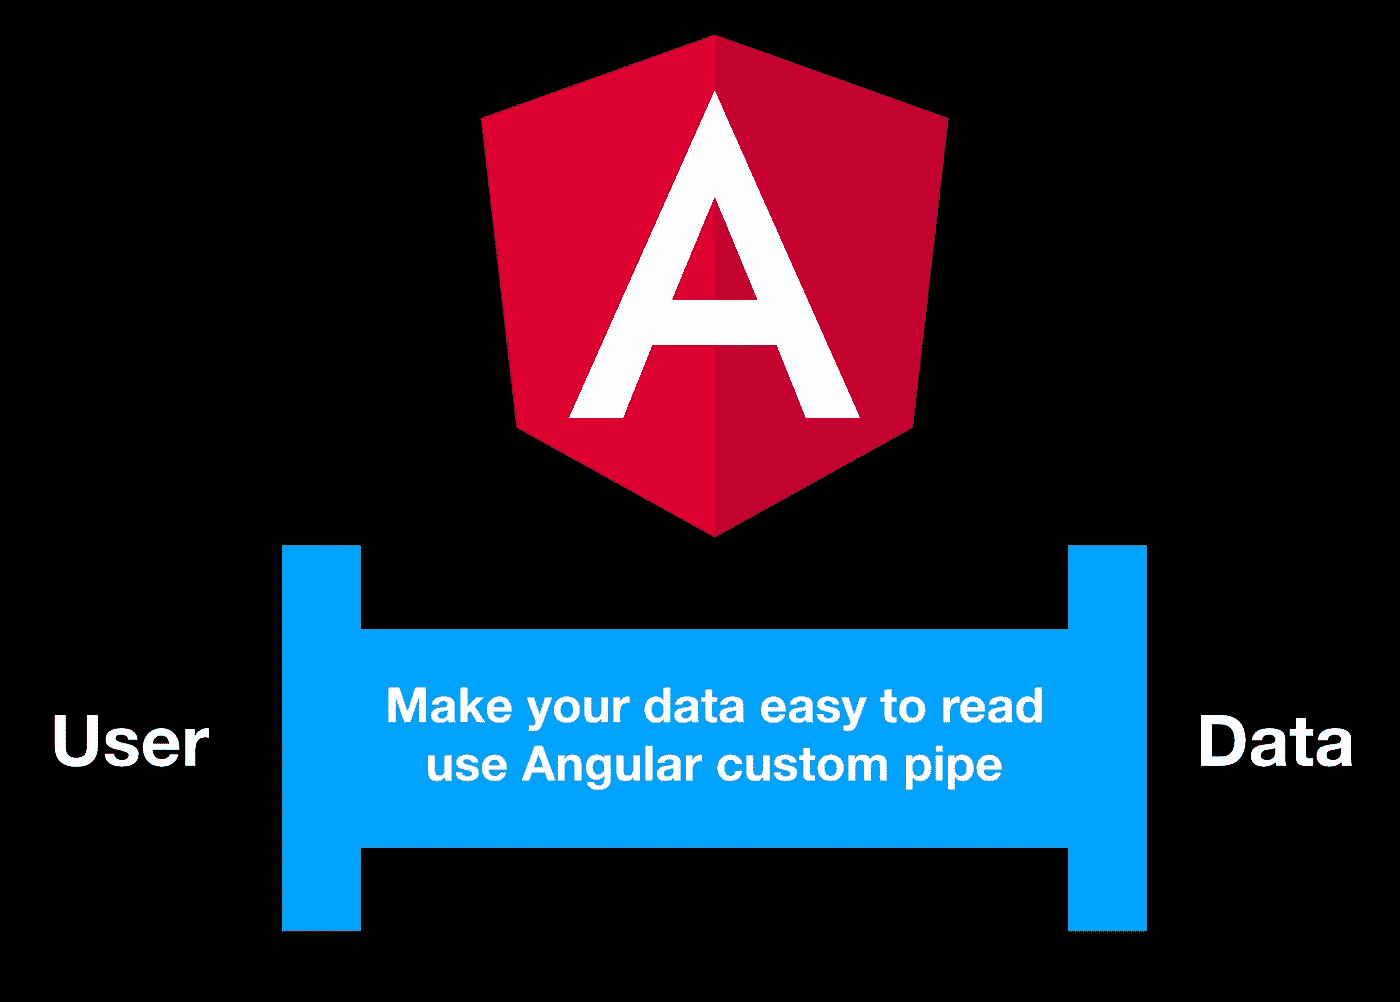 A
Make your data easy to read
use Angular custom pipe
User
Data